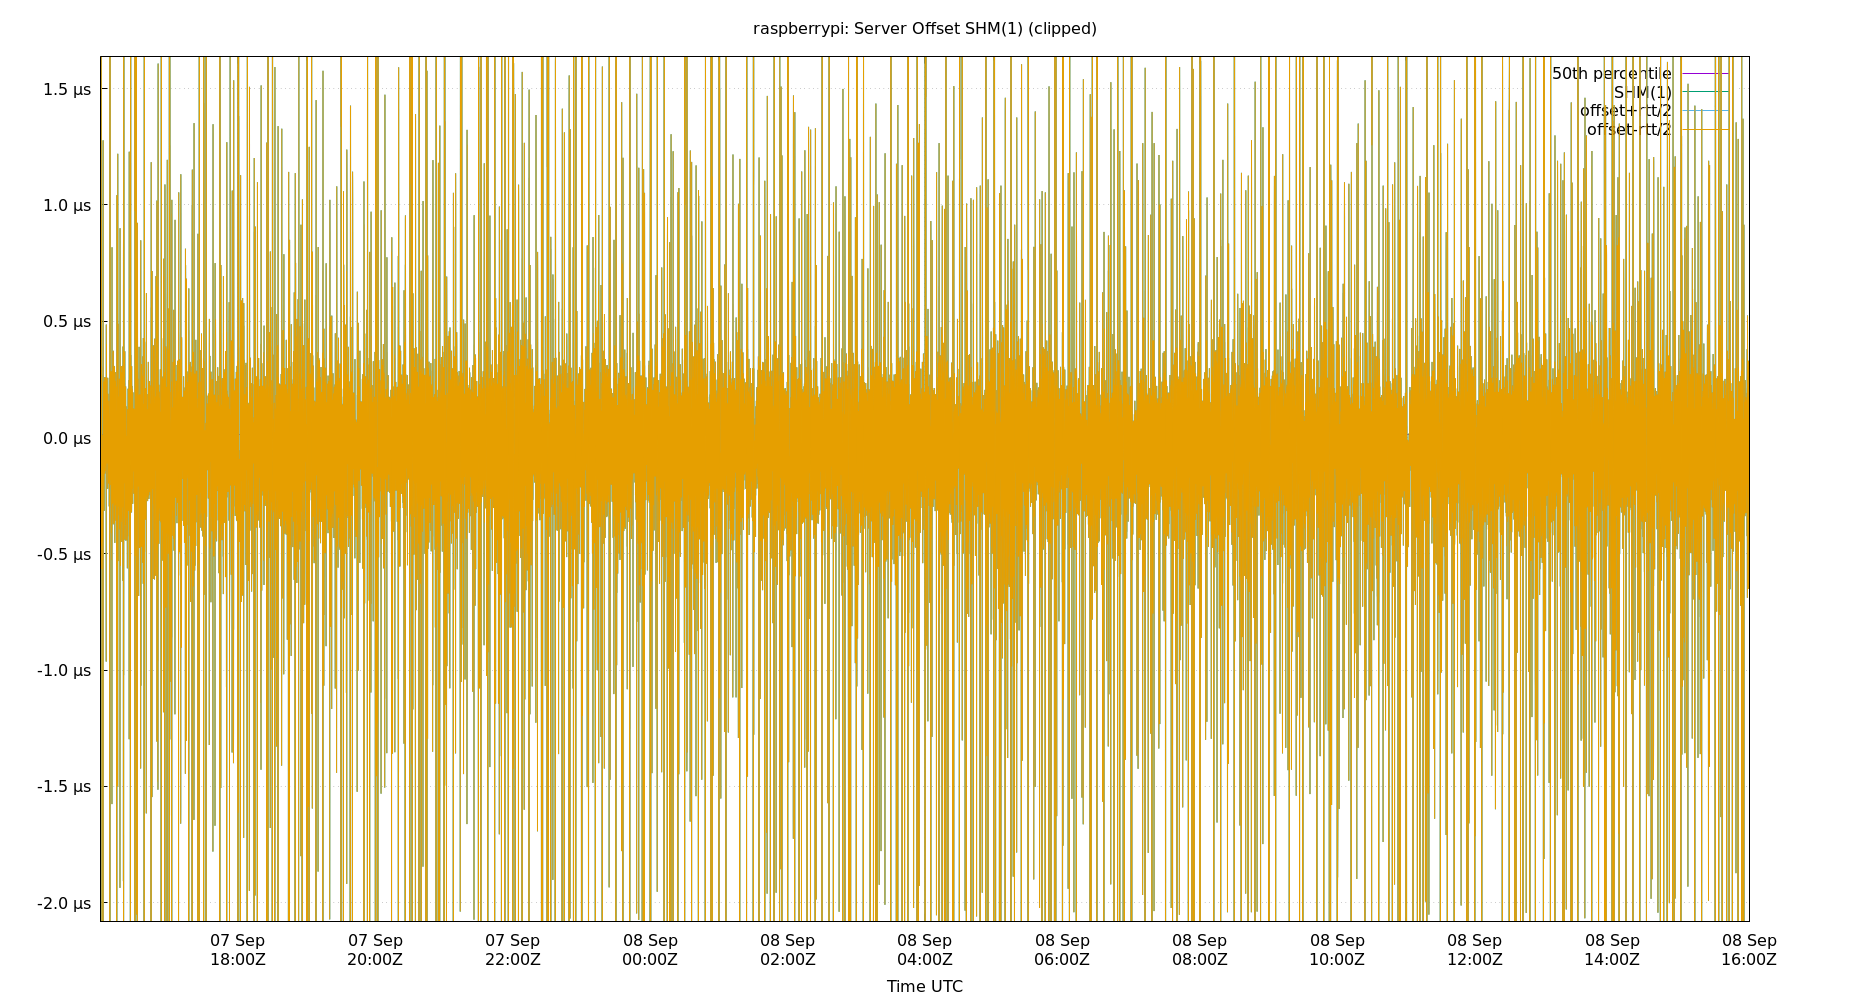 raspberrypi: Server Offset SHM(1) (clipped)
50th percentile
SHM(1)
offset+rtt/2
offset-rtt/2
1.5 µs
1.0 µs
0.5 µs
0.0 µs
-0.5 µs
-1.0 µs
-1.5 µs
-2.0 µs
07 Sep 07 Sep 07 Sep 08 Sep 08 Sep 08 Sep 08 Sep 08 Sep 08 Sep 08 Sep 08 Sep 08 Sep
18:00Z 20:00Z 22:00Z 00:00Z 02:00Z 04:00Z 06:00Z 08:00Z 10:00Z 12:00Z 14:00Z 16:00Z
Time UTC